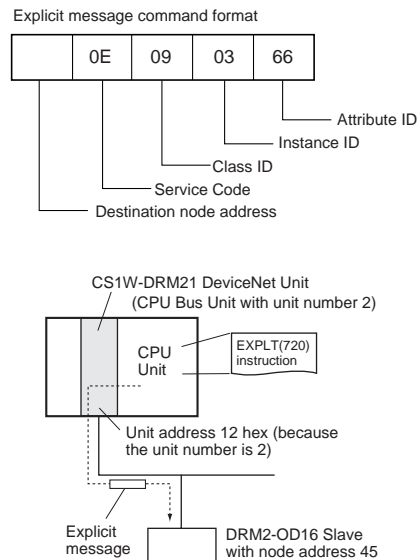 Explicit message command format
0E 09 03 66
Attribute ID
Instance ID
Class ID
Service Code
Destination node address
CS1W-DRM21 DeviceNet Unit
(CPU Bus Unit with unit number 2)
CPU
Unit
EXPLT(720)
instruction
Unit address 12 hex (because
the unit number is 2)
Explicit
message
DRM2-OD16 Slave
with node address 45